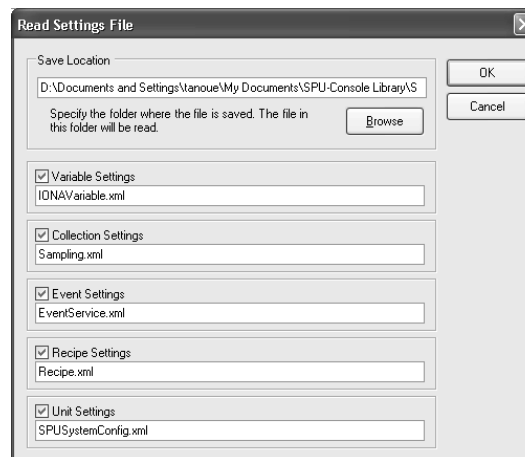 Read Settings File
Save Location
D:\Documents and Settings\tanoue\My Documents\SPU-Console Library\S
Specify the folder where the file is saved. The file in
this folder will be read.
Browse
OK
Cancel
Variable Settings
IONAVariable.xml
Collection Settings
Sampling.xml
Event Settings
EventService.xml
Recipe Settings
Recipe.xml
Unit Settings
SPUSystemConfig.xml